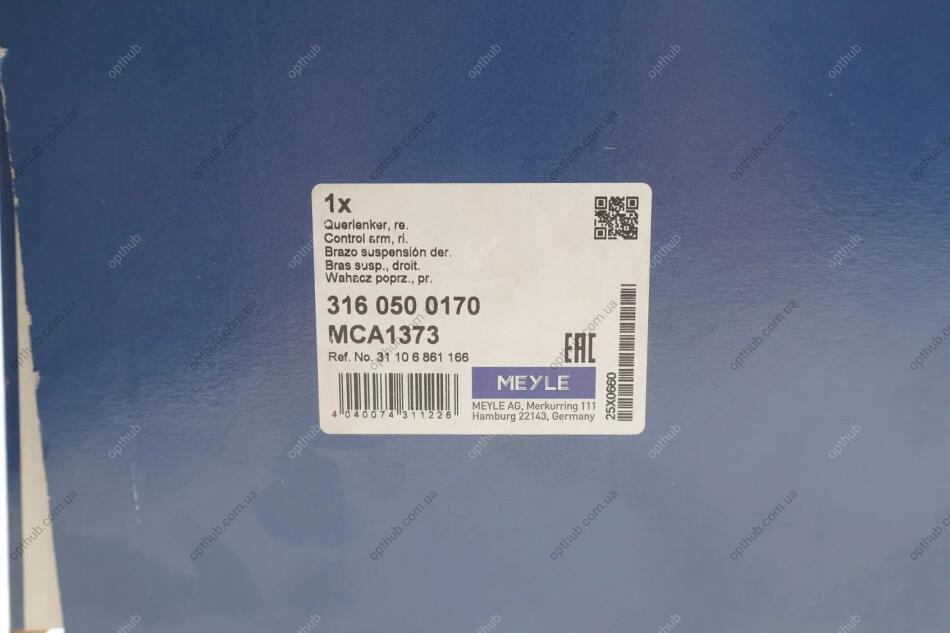 1x
Querlenker, re.
Control arm, ri.
Brazo suspensión der.
Bras susp., droit.
Wahacz poprz., pr.
316 050 0170
MCA1373
Ref. No. 31 10 6 861 166
EAC
MEYLE
MEYLE AG, Merkurring 111
Hamburg 22143, Germany
4 040074 311226
25X0660
opthub
opthub.com.ua